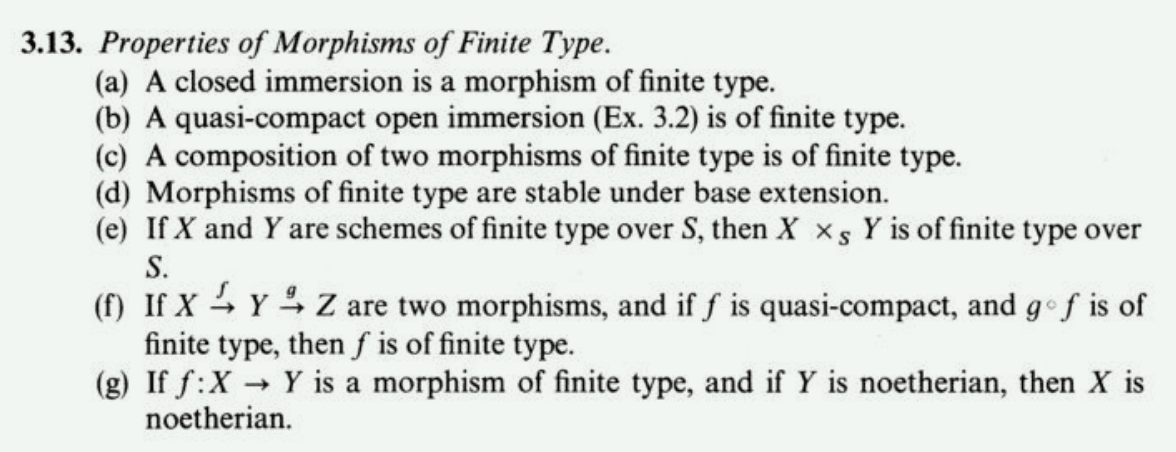 3.13. Properties of Morphisms of Finite Type.
(a) A closed immersion is a morphism of finite type.
(b) A quasi-compact open immersion (Ex. 3.2) is of finite type.
(c) A composition of two morphisms of finite type is of finite type.
(d) Morphisms of finite type are stable under base extension.
(e) If X and Y are schemes of finite type over S, then X ×_S Y is of finite type over
S.
(f) If X →^f Y →^g Z are two morphisms, and if f is quasi-compact, and g ∘ f is of
finite type, then f is of finite type.
(g) If f: X → Y is a morphism of finite type, and if Y is noetherian, then X is
noetherian.